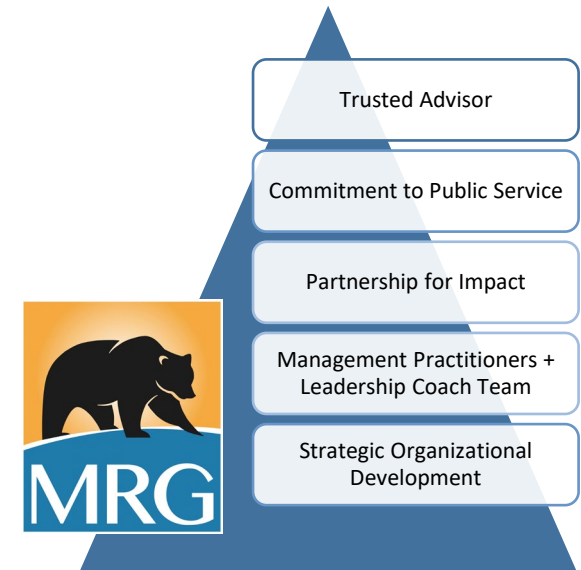 Trusted Advisor
Commitment to Public Service
Partnership for Impact
Management Practitioners +
Leadership Coach Team
Strategic Organizational
Development
MRG